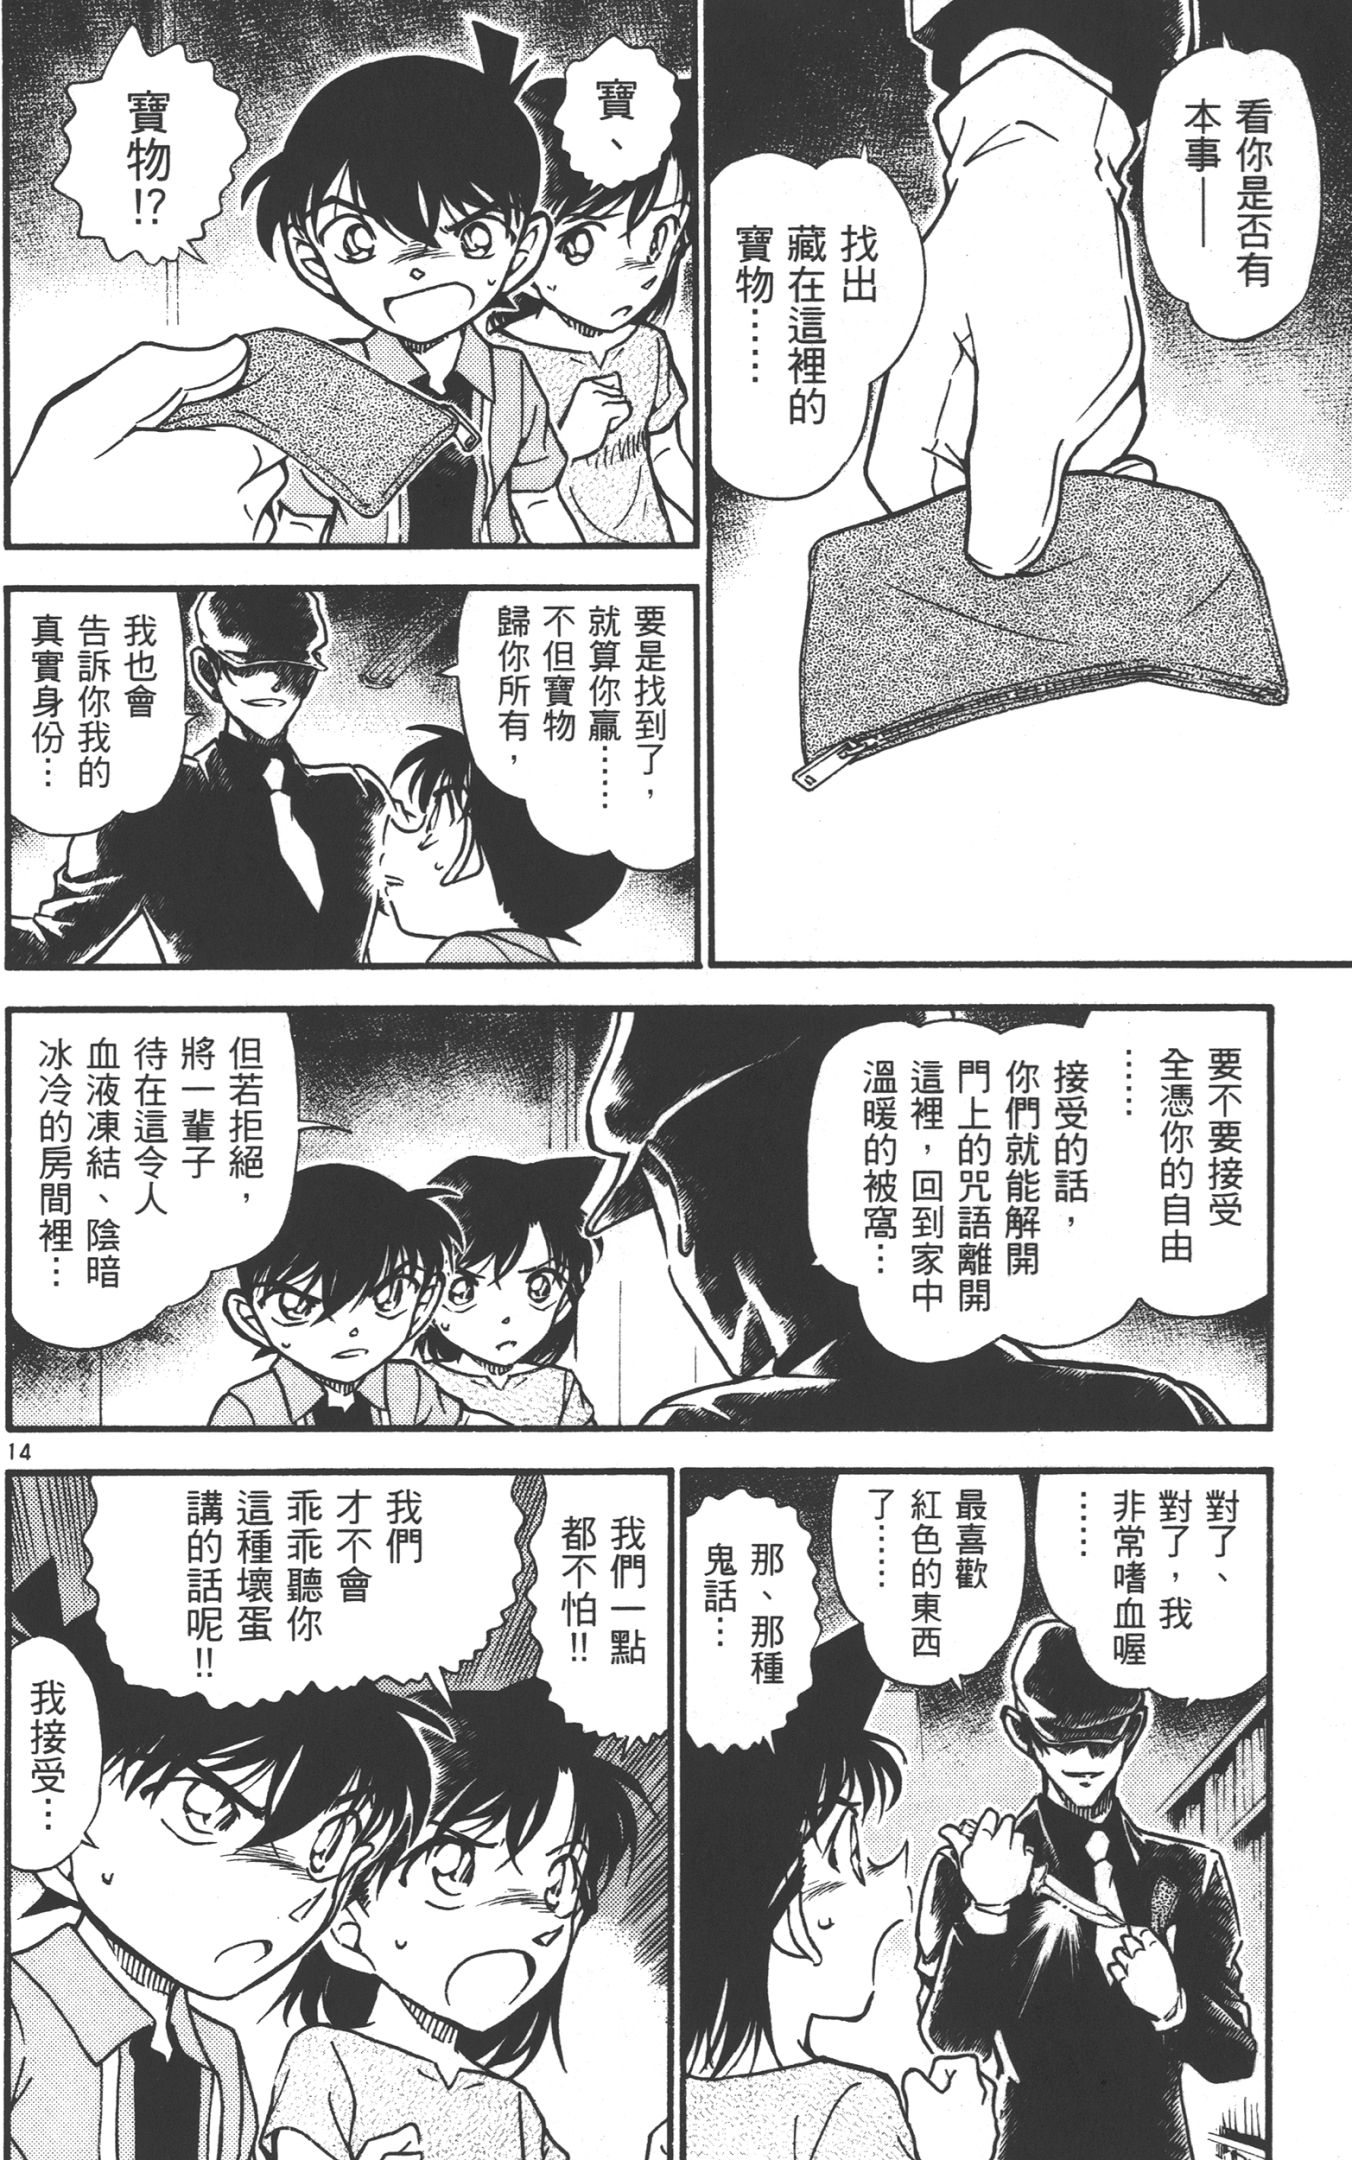 看你是否有
本事——
找出
藏在這裡的
寶物……
寶、
寶物!?
要是找到了，
就算你贏……
不但寶物
歸你所有，
我也會
告訴你我的
真實身份…
要不要接受
全憑你的自由
……
接受的話，
你們就能解開
門上的咒語離開
這裡，回到家中
溫暖的被窩…
但若拒絕，
將一輩子
待在這令人
血液凍結、陰暗
冰冷的房間裡…
14
對了、
對了，我
非常嗜血喔
……
最喜歡
紅色的東西
了……
那、那種
鬼話…
我們一點
都不怕!!
我們
才不會
乖乖聽你
這種壞蛋
講的話呢!!
我接受…